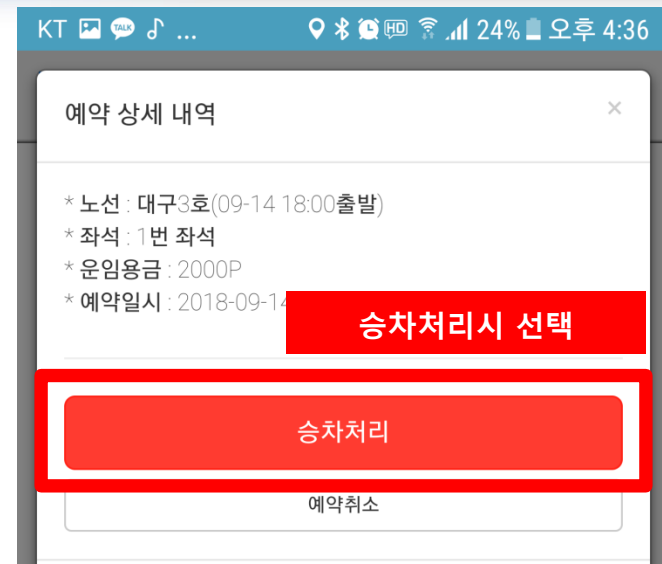 KT TALK ... HD 24% 오후 4:36
예약 상세 내역 ×
* 노선 : 대구3호(09-14 18:00출발)
* 좌석 : 1번 좌석
* 운임용금 : 2000P
* 예약일시 : 2018-09-14
승차처리시 선택
승차처리
예약취소